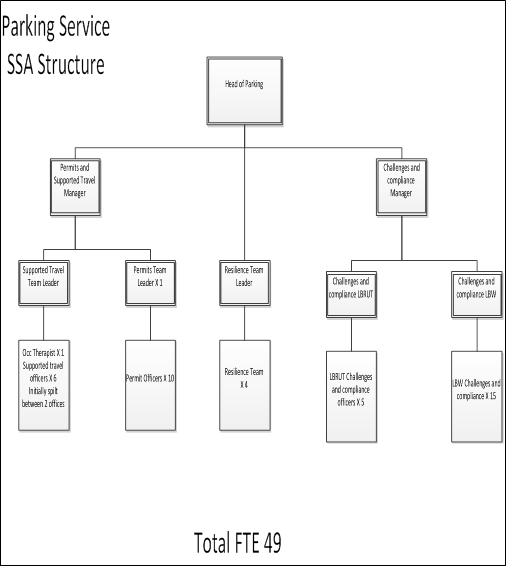 Parking Service
SSA Structure
Head of Parking
Permits and
Supported Travel
Manager
Challenges and
compliance
Manager
Supported Travel
Team Leader
Permits Team
Leader X 1
Resilience Team
Leader
Challenges and
compliance LBRUT
Challenges and
compliance LBW
Occ Therapist X 1
Supported travel
officers X 6
Initially spilt
between 2 offices
Permit Officers X 10
Resilience Team
X 4
LBRUT Challenges
and compliance
officers X 5
LBW Challenges and
compliance X 15
Total FTE 49